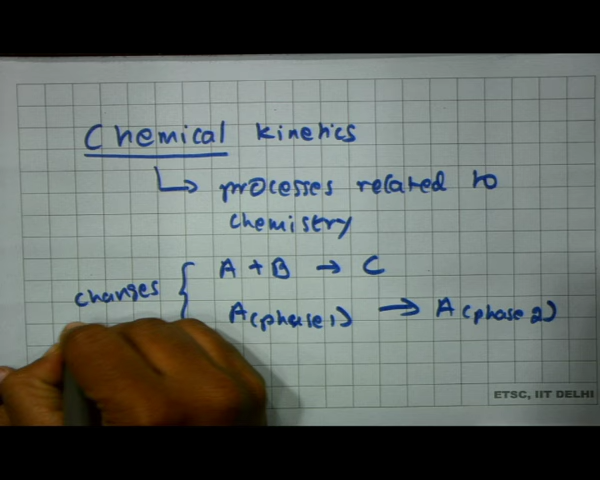 Chemical kinetics
processes related to
chemistry
changes { A + B → C
A(phase 1) → A(phase 2)
ETSC, IIT DELHI